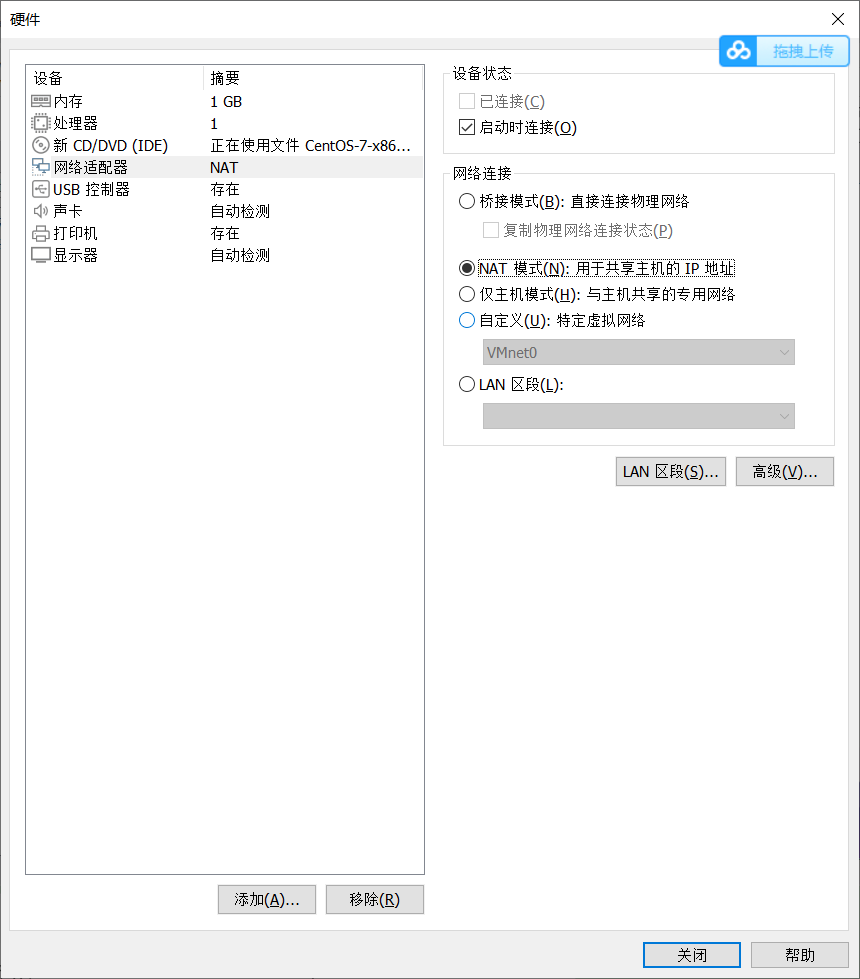 硬件
拖拽上传
设备 摘要
内存 1 GB
处理器 1
新 CD/DVD (IDE) 正在使用文件 CentOS-7-x86...
网络适配器 NAT
USB 控制器 存在
声卡 自动检测
打印机 存在
显示器 自动检测
添加(A)... 移除(R)
设备状态
已连接(C)
启动时连接(O)
网络连接
桥接模式(B): 直接连接物理网络
复制物理网络连接状态(P)
NAT 模式(N): 用于共享主机的 IP 地址
仅主机模式(H): 与主机共享的专用网络
自定义(U): 特定虚拟网络
VMnet0
LAN 区段(L):
LAN 区段(S)... 高级(V)...
关闭 帮助